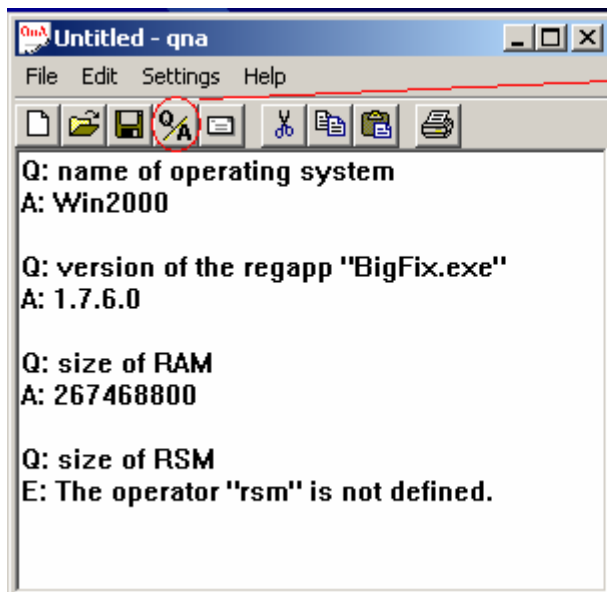 Untitled - qna
File Edit Settings Help
Q/A
Q: name of operating system
A: Win2000
Q: version of the regapp "BigFix.exe"
A: 1.7.6.0
Q: size of RAM
A: 267468800
Q: size of RSM
E: The operator "rsm" is not defined.